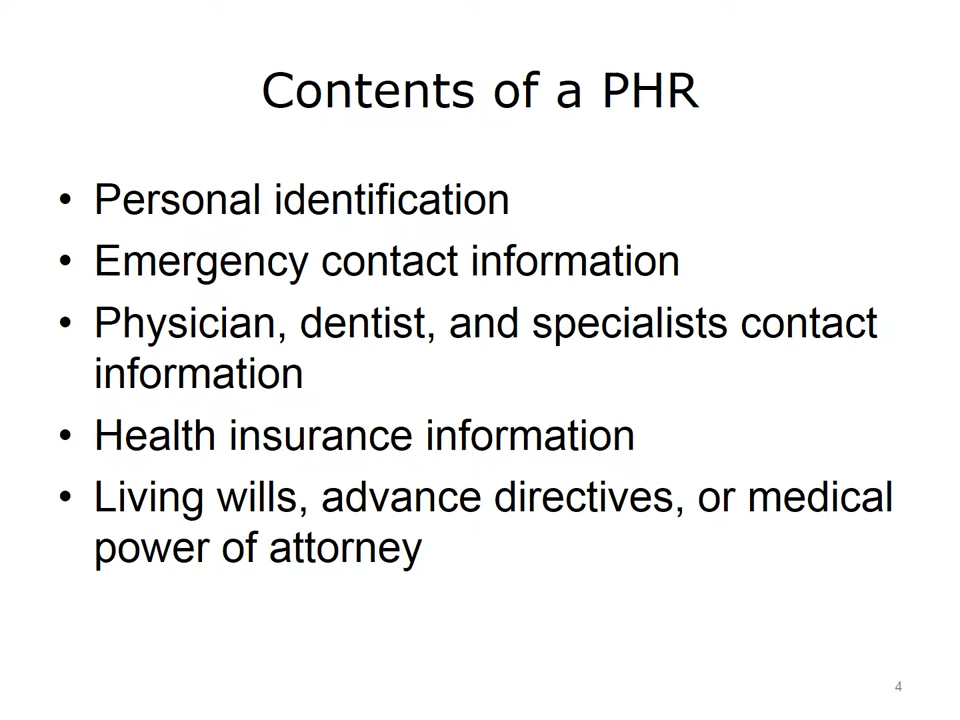 Contents of a PHR
• Personal identification
• Emergency contact information
• Physician, dentist, and specialists contact
information
• Health insurance information
• Living wills, advance directives, or medical
power of attorney
4